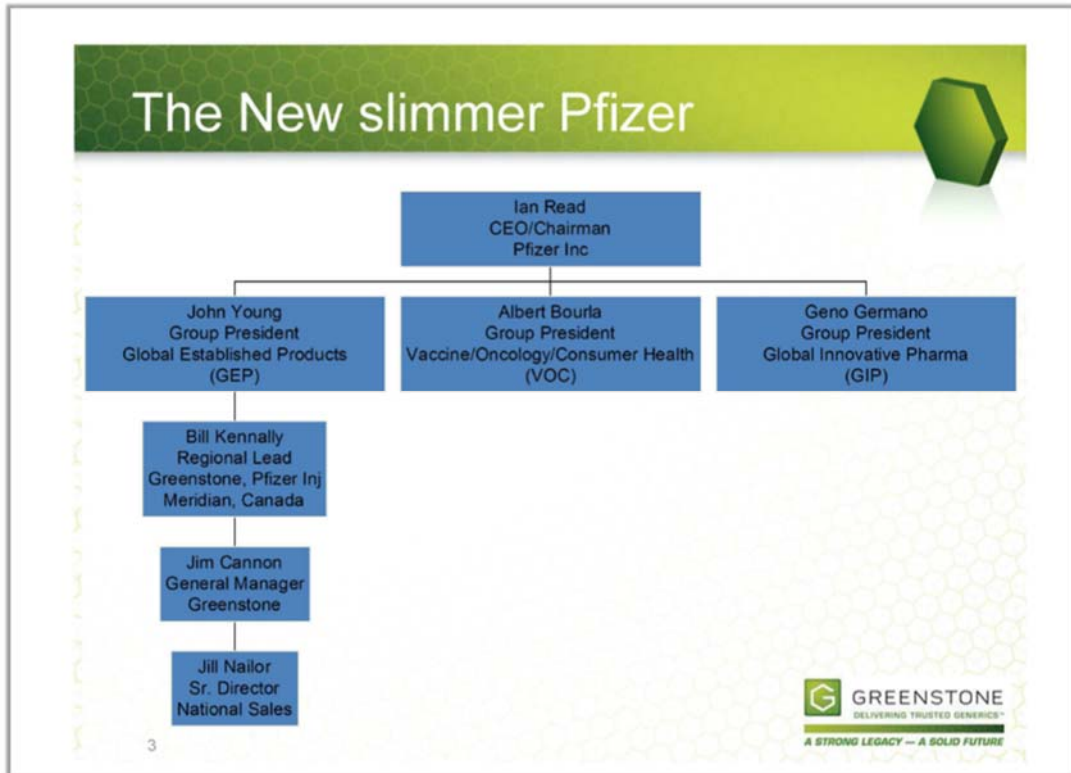 The New slimmer Pfizer
Ian Read
CEO/Chairman
Pfizer Inc
John Young
Group President
Global Established Products
(GEP)
Albert Bourla
Group President
Vaccine/Oncology/Consumer Health
(VOC)
Geno Germano
Group President
Global Innovative Pharma
(GIP)
Bill Kennally
Regional Lead
Greenstone, Pfizer Inj
Meridian, Canada
Jim Cannon
General Manager
Greenstone
Jill Nailor
Sr. Director
National Sales
3
G GREENSTONE
DELIVERING TRUSTED GENERICS™
A STRONG LEGACY — A SOLID FUTURE